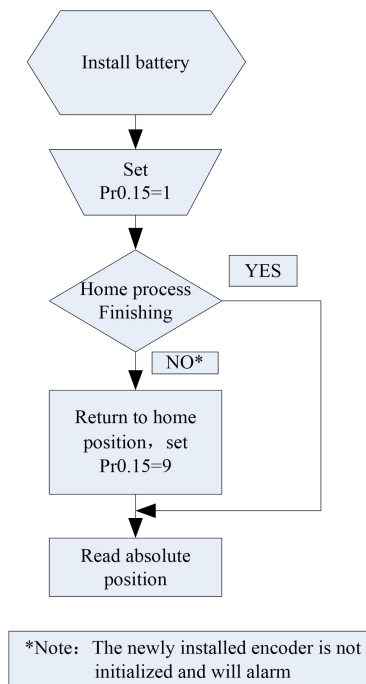 Install battery
Set
Pr0.15=1
YES
Home process
Finishing
NO*
Return to home
position，set
Pr0.15=9
Read absolute
position
*Note：The newly installed encoder is not
initialized and will alarm